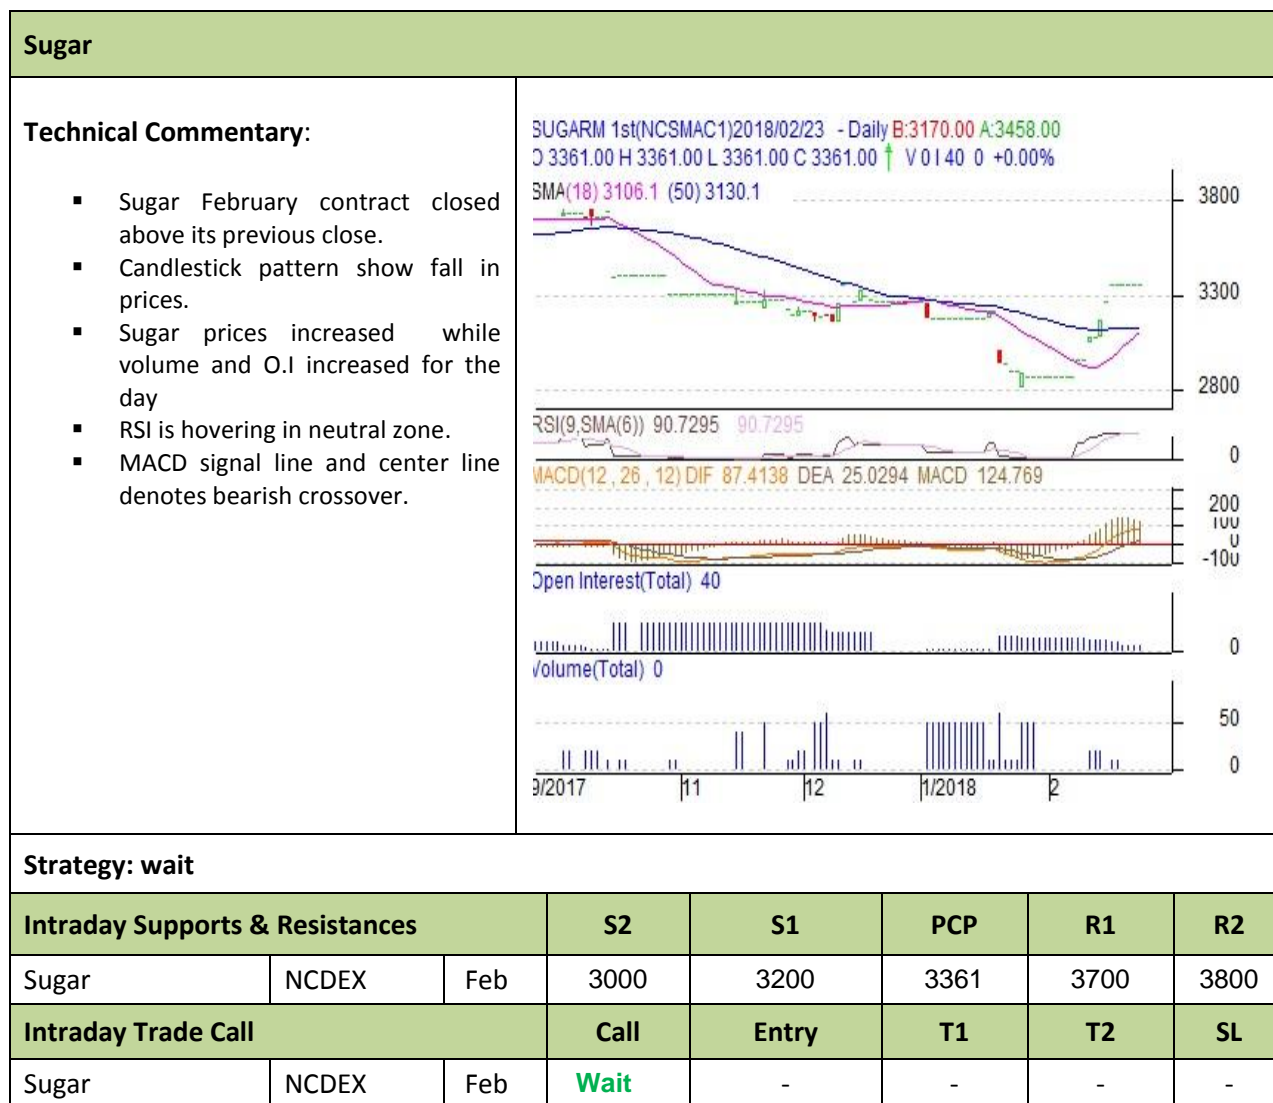 Sugar
Technical Commentary:
▪ Sugar February contract closed
above its previous close.
▪ Candlestick pattern show fall in
prices.
▪ Sugar prices increased while
volume and O.I increased for the
day
▪ RSI is hovering in neutral zone.
▪ MACD signal line and center line
denotes bearish crossover.
SUGARM 1st(NCSMAC1)2018/02/23 - Daily B:3170.00 A:3458.00
O 3361.00 H 3361.00 L 3361.00 C 3361.00 V 0 I 40 0 +0.00%
SMA(18) 3106.1 (50) 3130.1
3800
3300
2800
RSI(9,SMA(6)) 90.7295 90.7295
0
MACD(12 , 26 , 12) DIF 87.4138 DEA 25.0294 MACD 124.769
200
100
0
-100
Open Interest(Total) 40
0
Volume(Total) 0
50
0
9/2017 11 12 1/2018 2
Strategy: wait
Intraday Supports & Resistances S2 S1 PCP R1 R2
Sugar NCDEX Feb 3000 3200 3361 3700 3800
Intraday Trade Call Call Entry T1 T2 SL
Sugar NCDEX Feb Wait - - - -